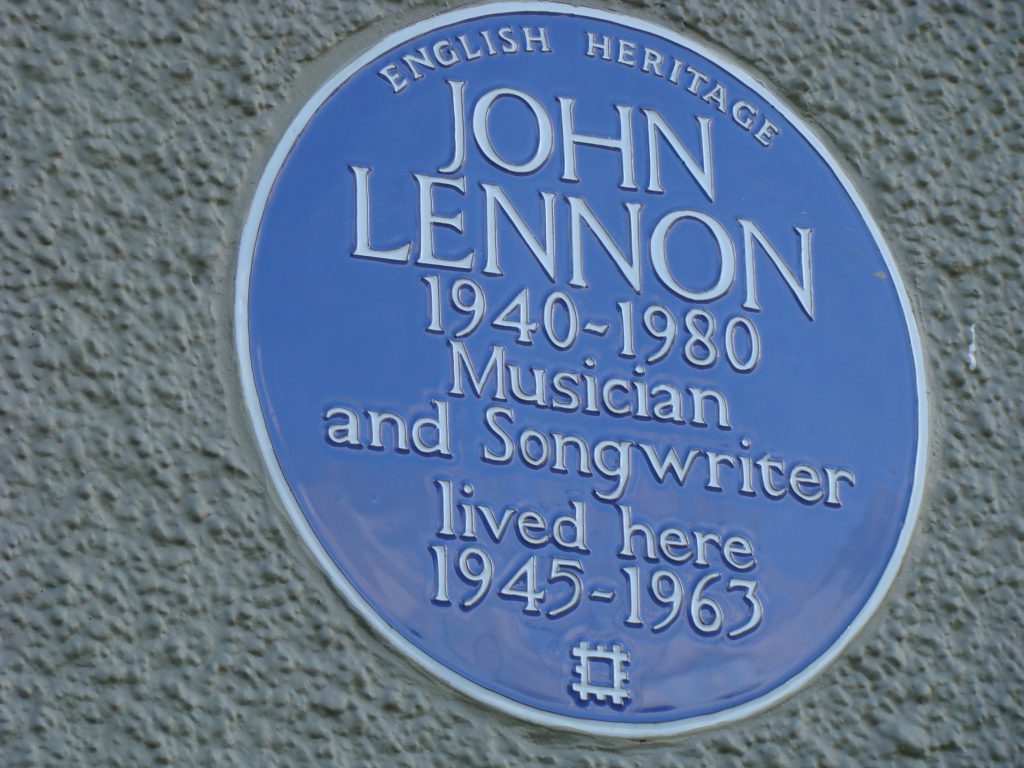 ENGLISH HERITAGE
JOHN
LENNON
1940-1980
Musician
and Songwriter
lived here
1945-1963